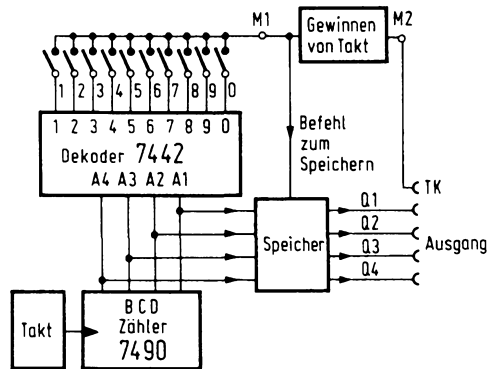 M1
Gewinnen
von Takt
M2
1 2 3 4 5 6 7 8 9 0
1 2 3 4 5 6 7 8 9 0
Dekoder 7442
A4 A3 A2 A1
Befehl
zum
Speichern
TK
Speicher
Q1
Q2
Q3
Q4
Ausgang
Takt
BCD
Zähler
7490